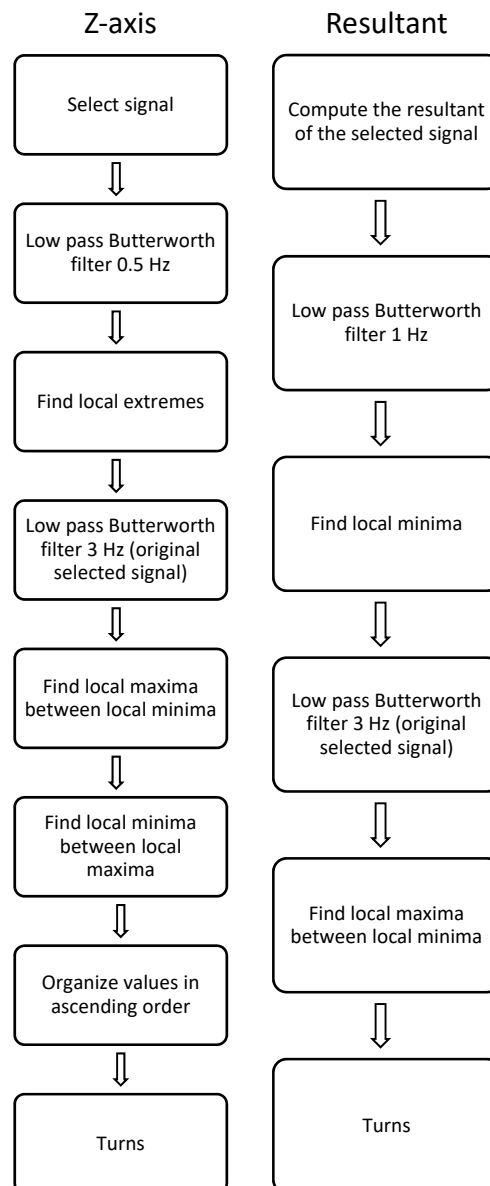 Z-axis
Select signal
Low pass Butterworth
filter 0.5 Hz
Find local extremes
Low pass Butterworth
filter 3 Hz (original
selected signal)
Find local maxima
between local minima
Find local minima
between local
maxima
Organize values in
ascending order
Turns
Resultant
Compute the resultant
of the selected signal
Low pass Butterworth
filter 1 Hz
Find local minima
Low pass Butterworth
filter 3 Hz (original
selected signal)
Find local maxima
between local minima
Turns